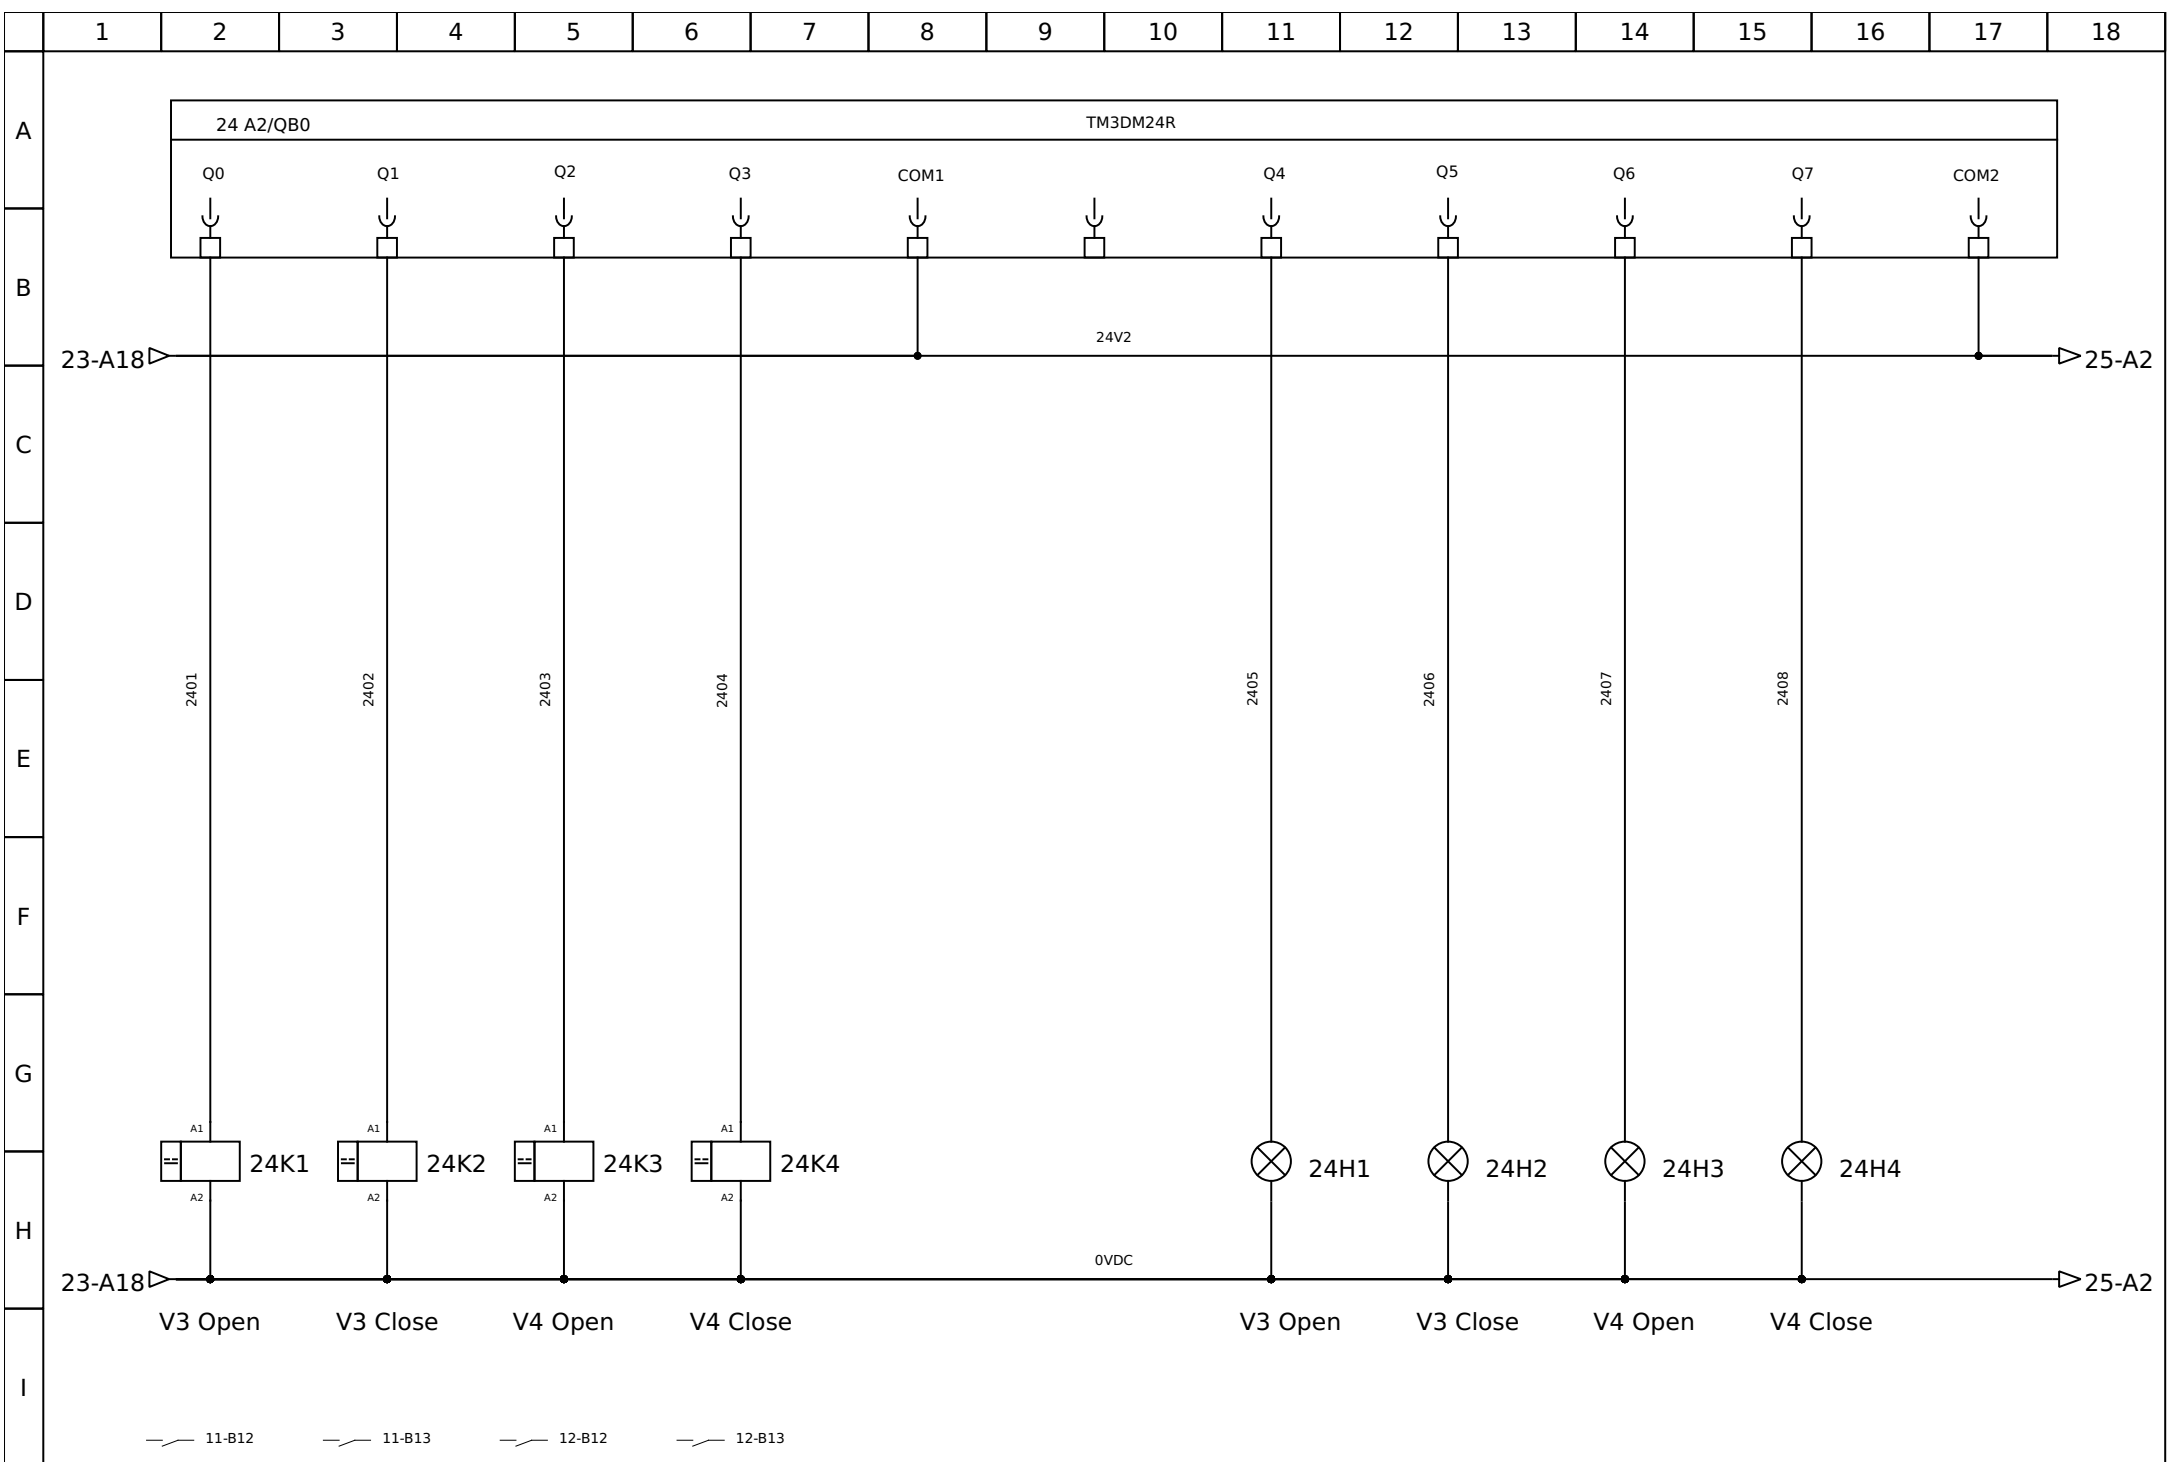 1 2 3 4 5 6 7 8 9 10 11 12 13 14 15 16 17 18
A
24 A2/QB0 TM3DM24R
Q0 Q1 Q2 Q3 COM1 Q4 Q5 Q6 Q7 COM2
B
24V2
23-A18 25-A2
C
D
2401 2402 2403 2404 2405 2406 2407 2408
E
F
G
A1 A1 A1 A1
24K1 24K2 24K3 24K4 24H1 24H2 24H3 24H4
A2 A2 A2 A2
H
0VDC
23-A18 25-A2
V3 Open V3 Close V4 Open V4 Close V3 Open V3 Close V4 Open V4 Close
I
11-B12 11-B13 12-B12 12-B13